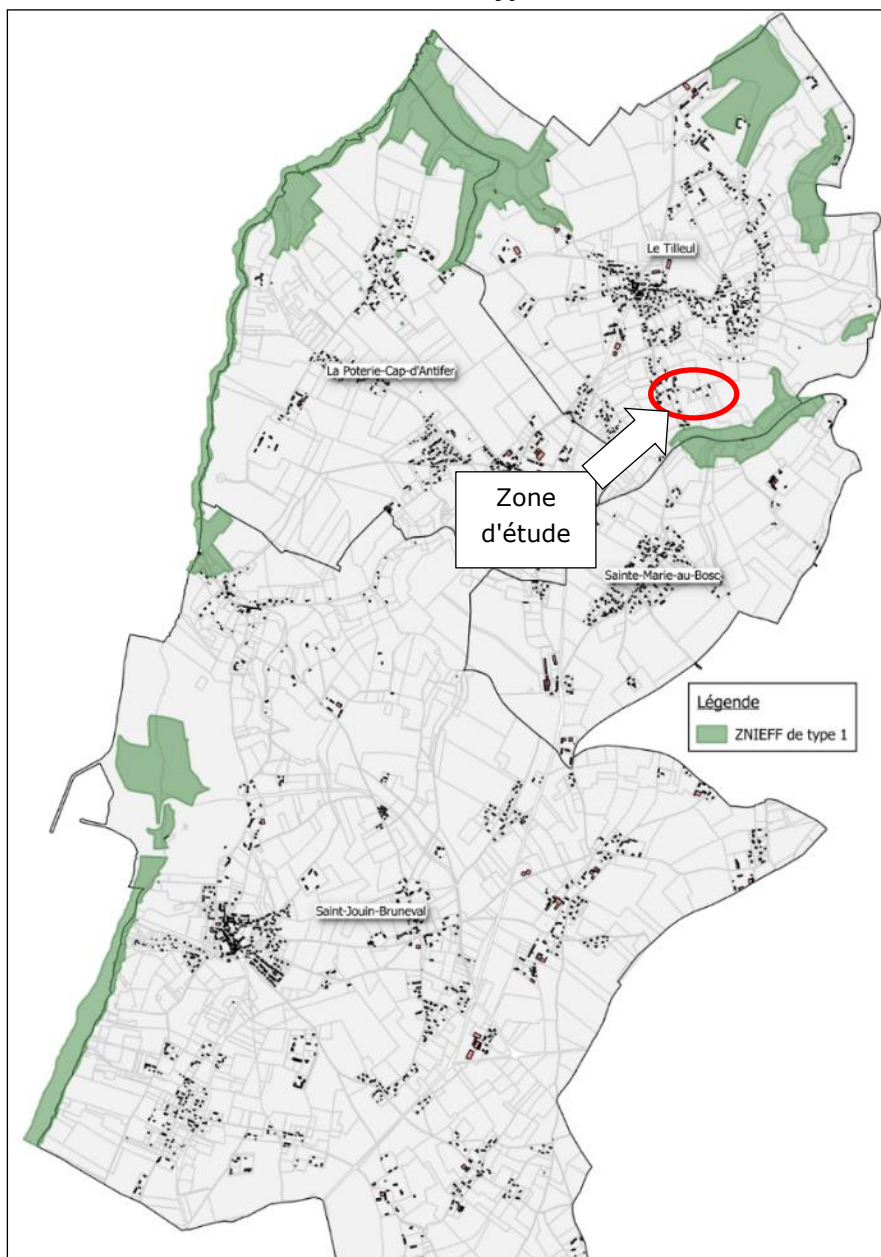 Le Tilleul
La Poterie-Cap-d'Antifer
Zone
d'étude
Sainte-Marie-au-Bosc
Légende
ZNIEFF de type 1
Saint-Jouin-Bruneval